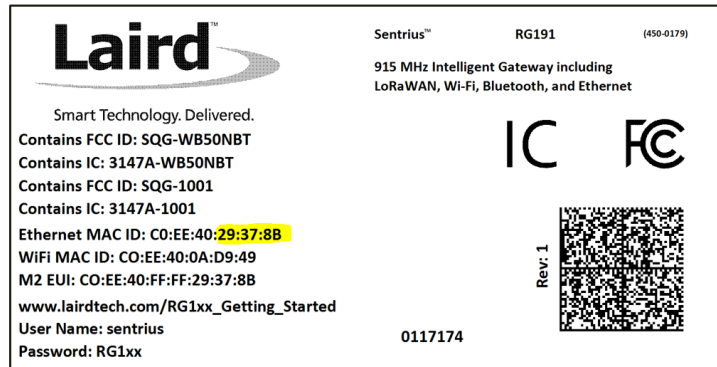 Laird™
Smart Technology. Delivered.
Contains FCC ID: SQG-WB50NBT
Contains IC: 3147A-WB50NBT
Contains FCC ID: SQG-1001
Contains IC: 3147A-1001
Ethernet MAC ID: C0:EE:40:29:37:8B
WiFi MAC ID: CO:EE:40:0A:D9:49
M2 EUI: CO:EE:40:FF:FF:29:37:8B
www.lairdtech.com/RG1xx_Getting_Started
User Name: sentrius
Password: RG1xx
Sentrius™ RG191 (450-0179)
915 MHz Intelligent Gateway including
LoRaWAN, Wi-Fi, Bluetooth, and Ethernet
IC FC
Rev: 1
0117174